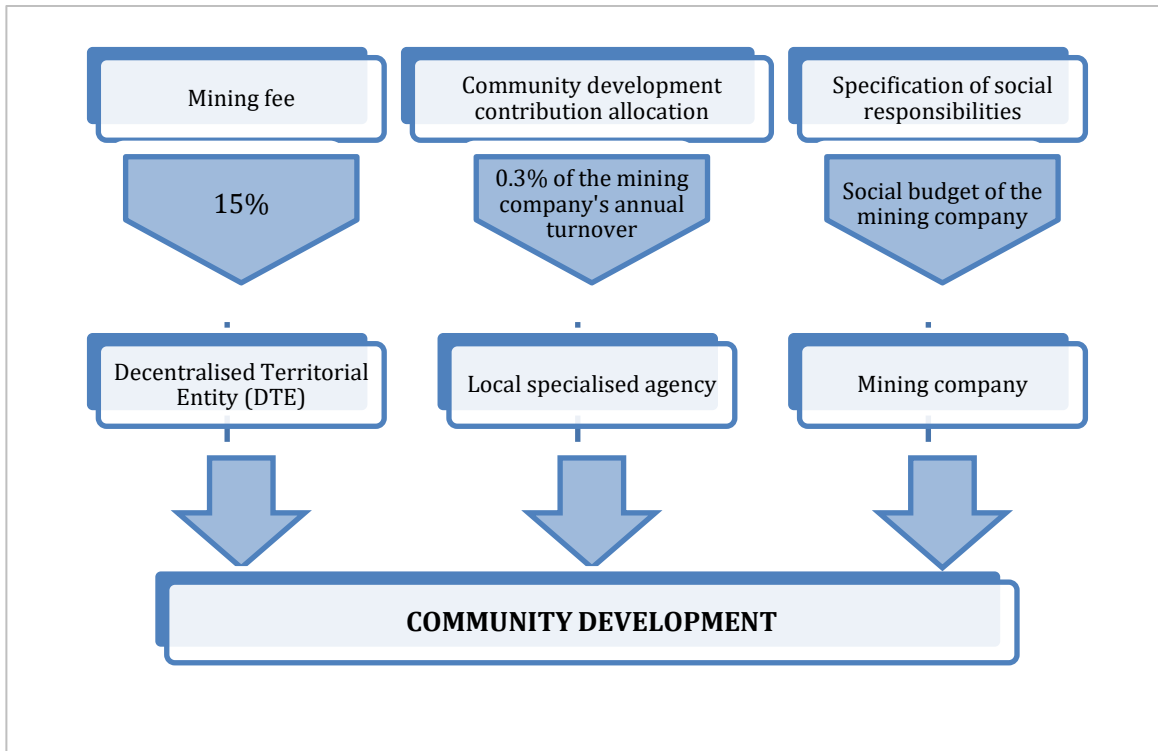 Mining fee
Community development
contribution allocation
Specification of social
responsibilities
15%
0.3% of the mining
company's annual
turnover
Social budget of the
mining company
Decentralised Territorial
Entity (DTE)
Local specialised agency
Mining company
COMMUNITY DEVELOPMENT